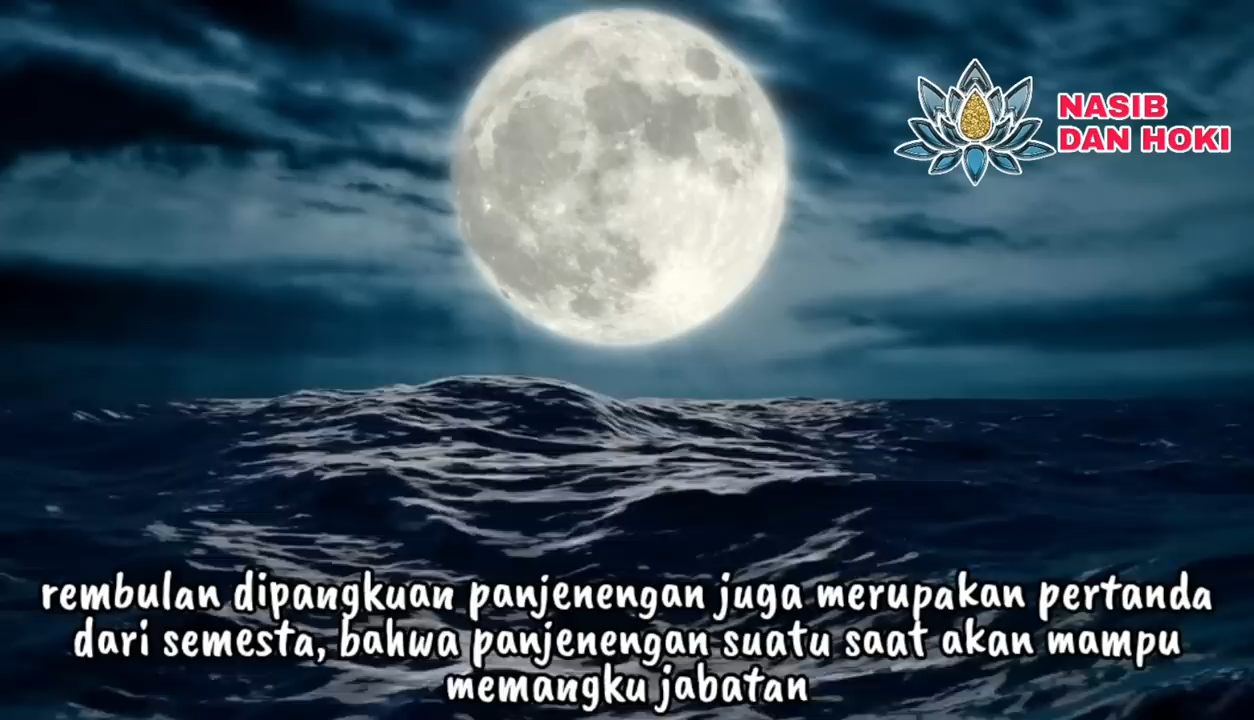 NASIB
DAN HOKI
rembulan dipangkuan panjenengan juga merupakan pertanda
dari semesta, bahwa panjenengan suatu saat akan mampu
memangku jabatan